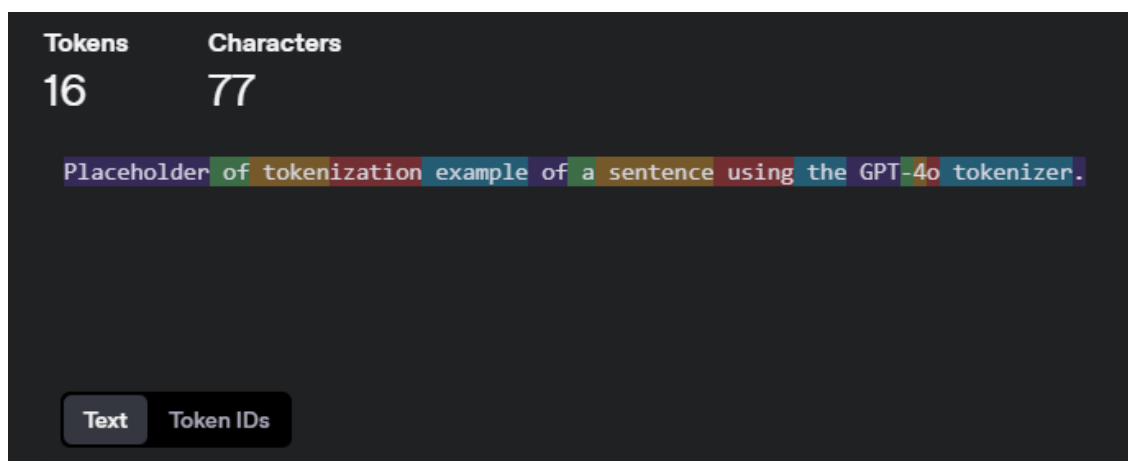 Tokens Characters
16 77
Placeholder of tokenization example of a sentence using the GPT-4o tokenizer.
Text Token IDs